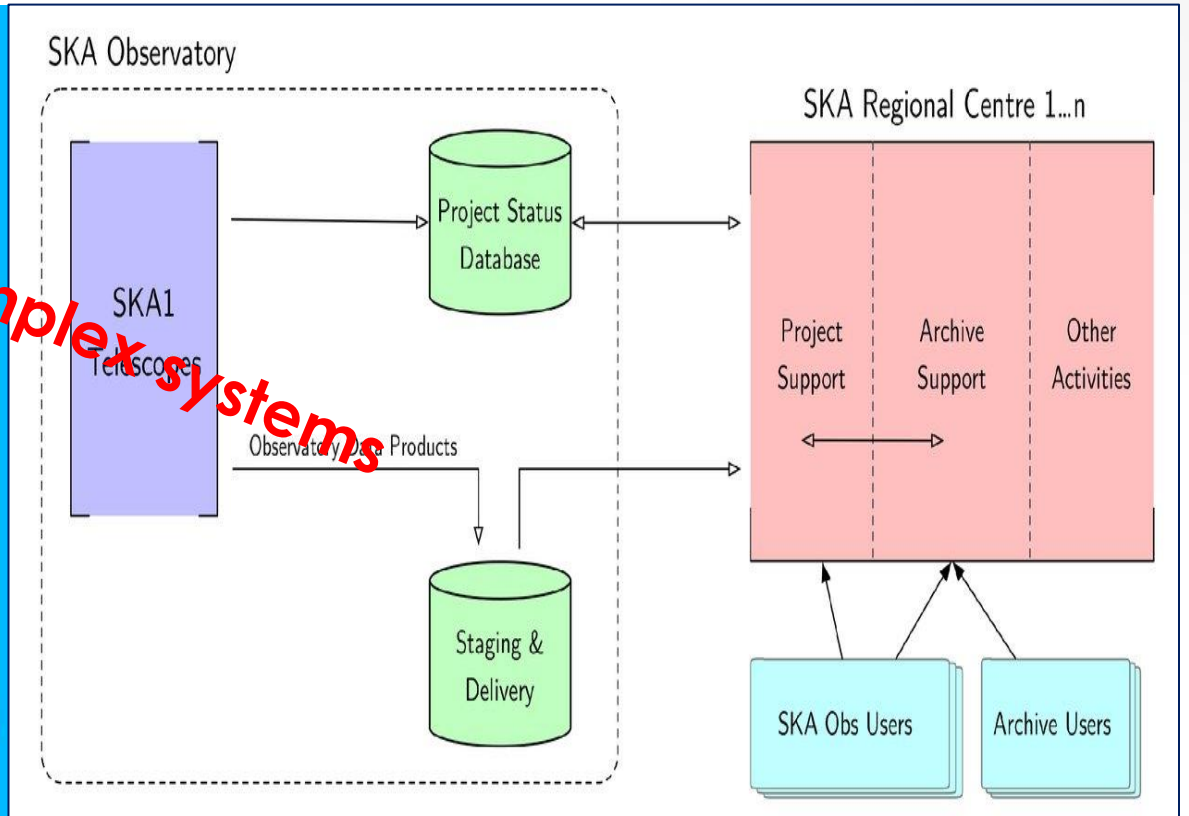 SKA Observatory
SKA Regional Centre 1...n
Project Status
Database
SKA1
Telescopes
systems
Observatory Data Products
Project
Support
Archive
Support
Other
Activities
Staging &
Delivery
SKA Obs Users
Archive Users